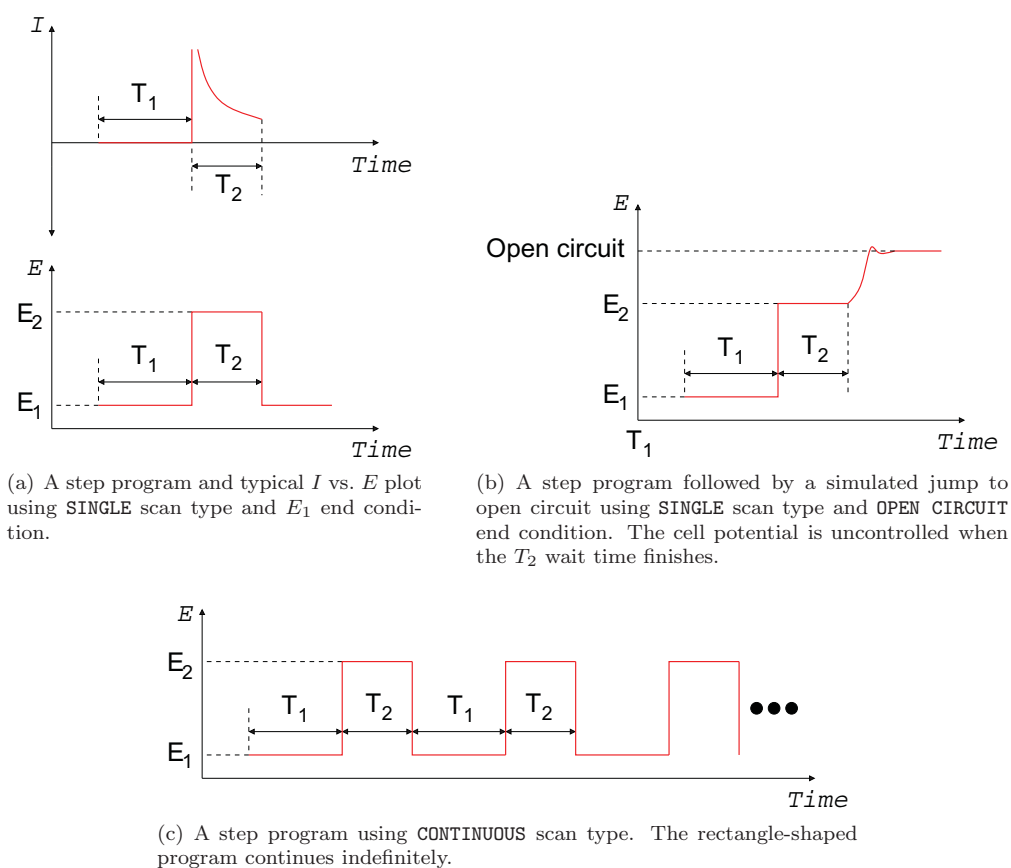 I
T1
Time
T2
E
E2
T1
T2
E1
Time
(a) A step program and typical I vs. E plot
using SINGLE scan type and E1 end condi-
tion.
E
Open circuit
E2
T1
T2
E1
T1
Time
(b) A step program followed by a simulated jump to
open circuit using SINGLE scan type and OPEN CIRCUIT
end condition. The cell potential is uncontrolled when
the T2 wait time finishes.
E
E2
T1
T2
T1
T2
E1
Time
(c) A step program using CONTINUOUS scan type. The rectangle-shaped
program continues indefinitely.